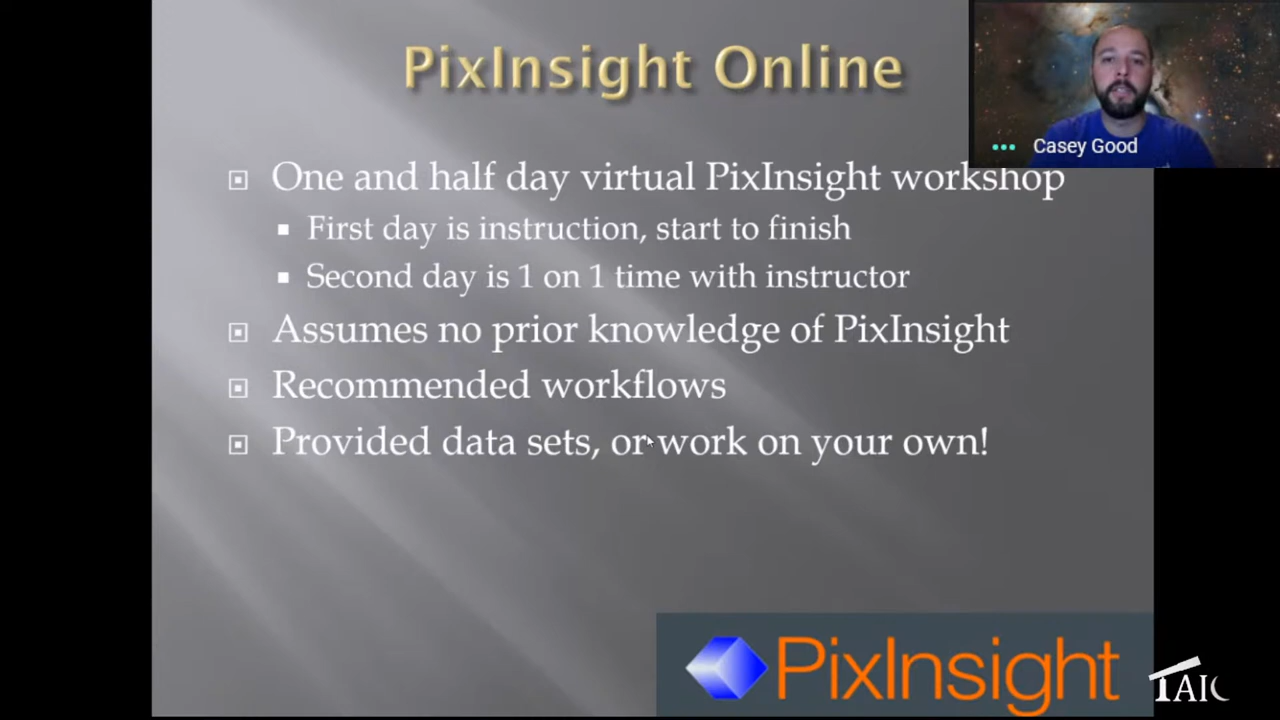 PixInsight Online
Casey Good
One and half day virtual PixInsight workshop
First day is instruction, start to finish
Second day is 1 on 1 time with instructor
Assumes no prior knowledge of PixInsight
Recommended workflows
Provided data sets, or work on your own!
PixInsight
TAIC